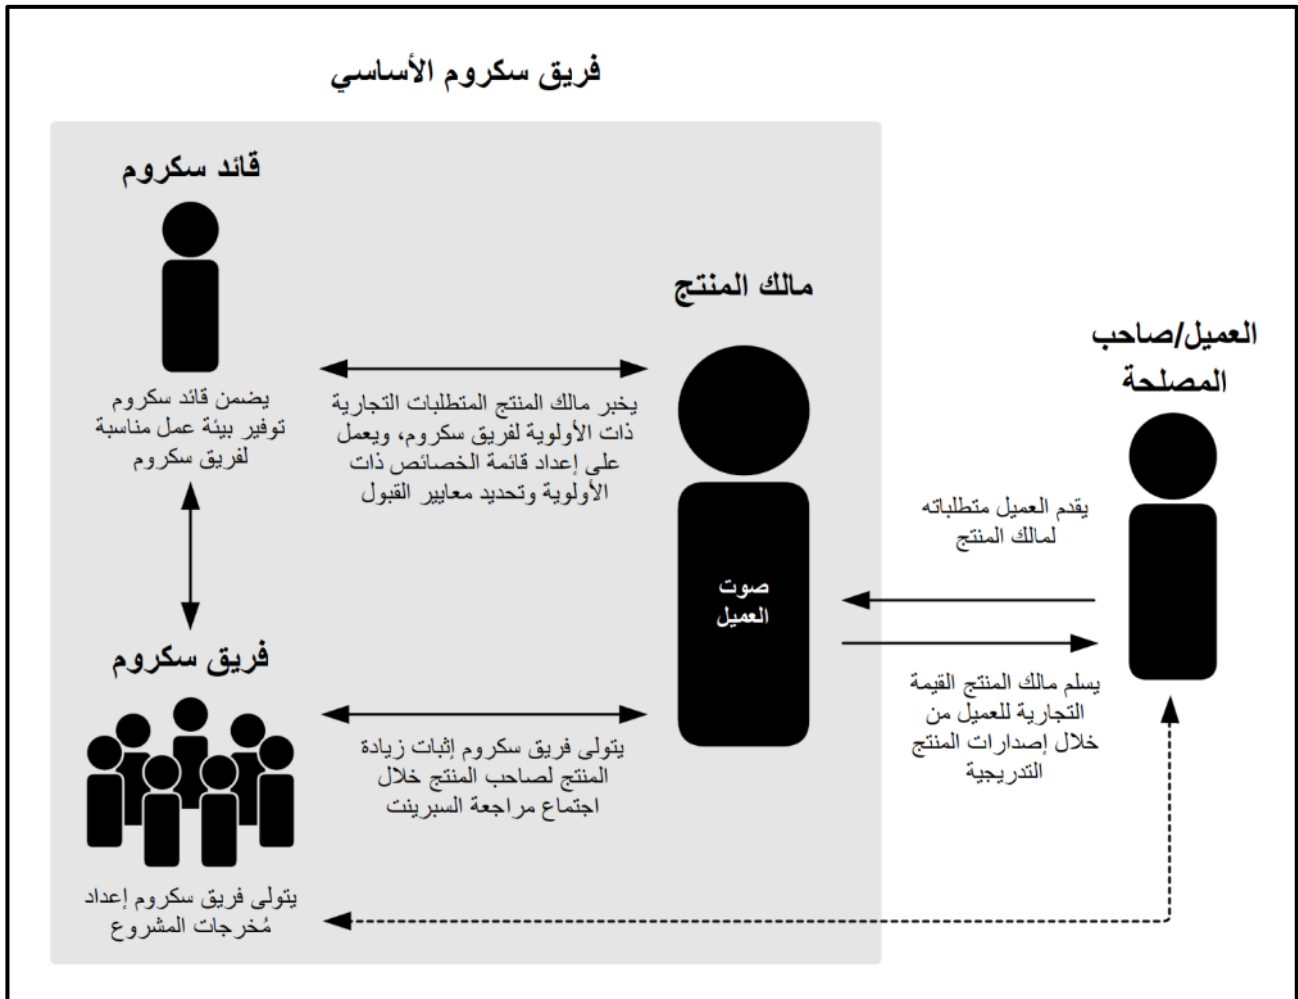 فريق سكروم الأساسي
قائد سكروم
يضمن قائد سكروم
توفير بيئة عمل مناسبة
لفريق سكروم
مالك المنتج
يخبر مالك المنتج المتطلبات التجارية
ذات الأولوية لفريق سكروم، ويعمل
على إعداد قائمة الخصائص ذات
الأولوية وتحديد معايير القبول
صوت
العميل
العميل/صاحب
المصلحة
يقدم العميل متطلباته
لمالك المنتج
يسلم مالك المنتج القيمة
التجارية للعميل من
خلال إصدارات المنتج
التدريجية
فريق سكروم
يتولى فريق سكروم إثبات زيادة
المنتج لصاحب المنتج خلال
اجتماع مراجعة السبرينت
يتولى فريق سكروم إعداد
مُخرجات المشروع